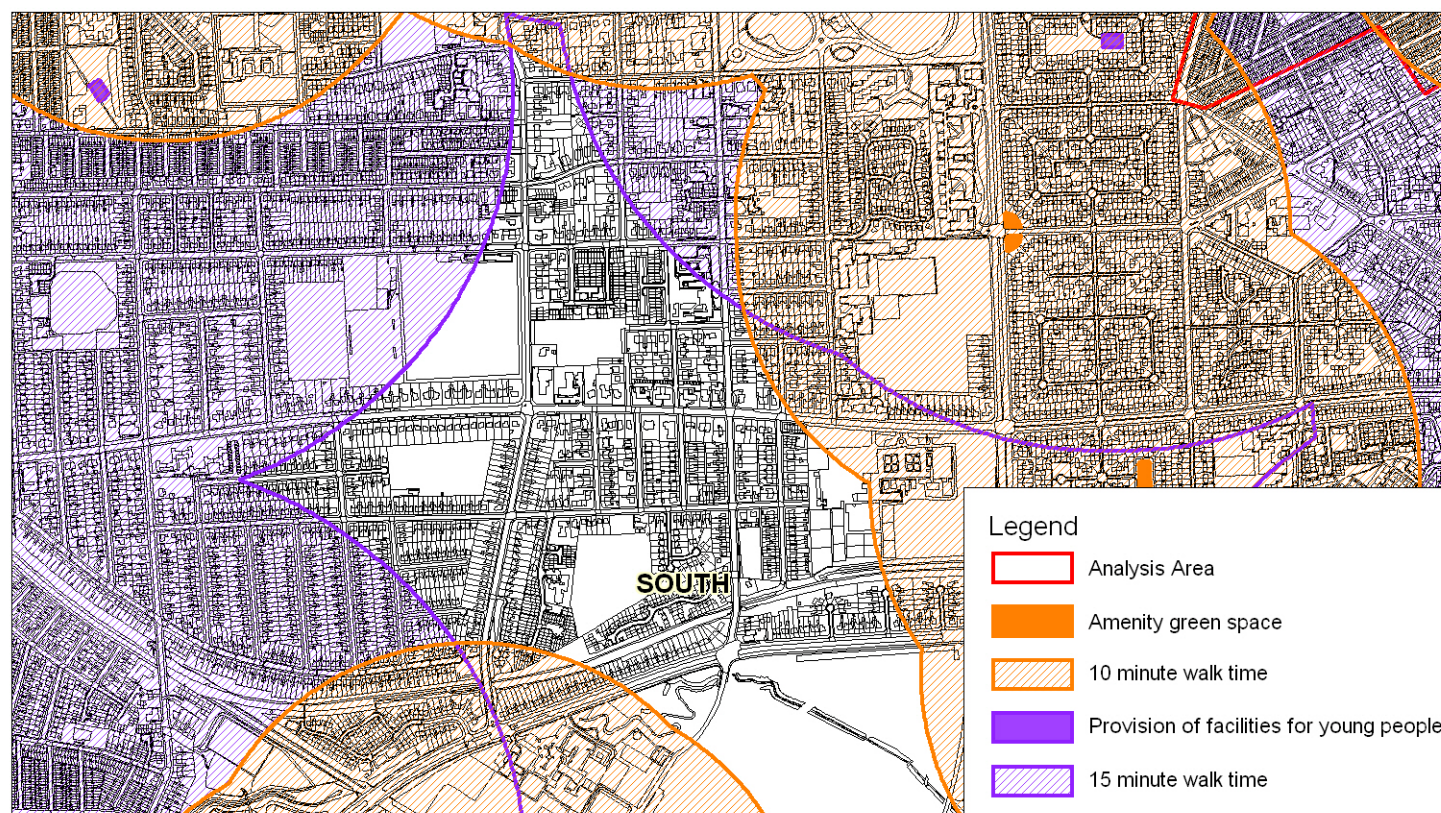 SOUTH
Legend
Analysis Area
Amenity green space
10 minute walk time
Provision of facilities for young people
15 minute walk time